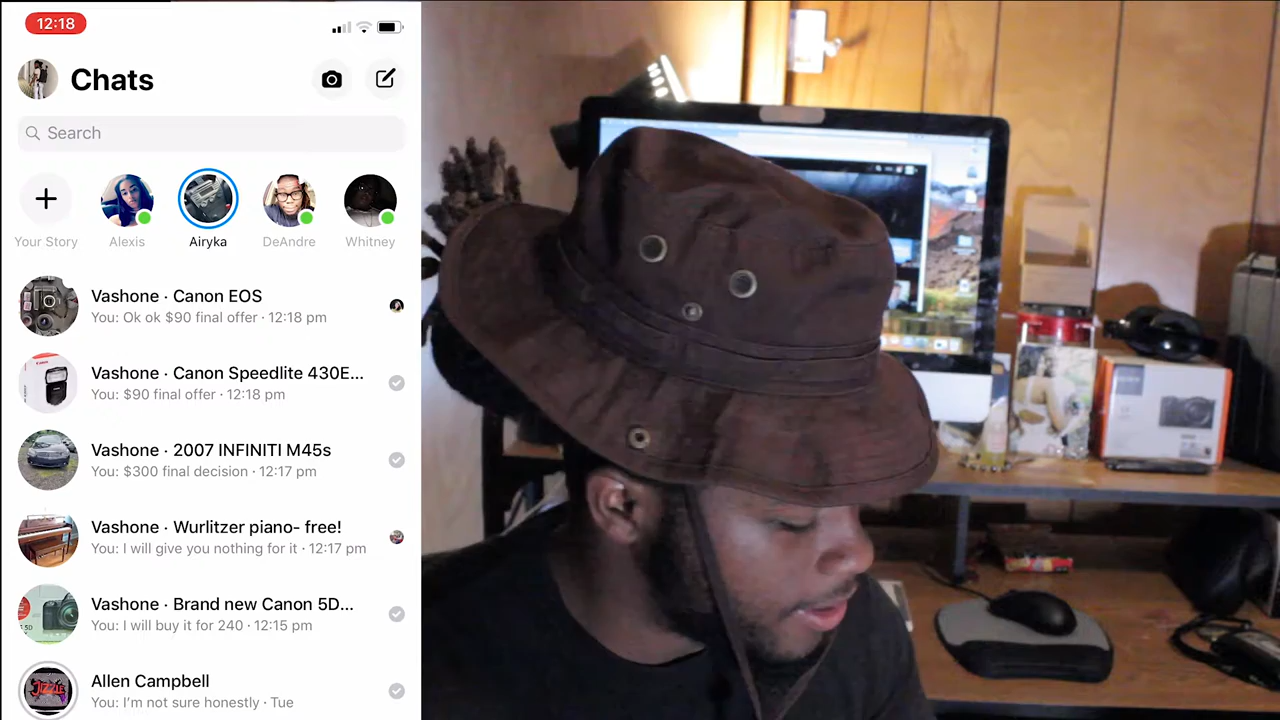 12:18
Chats
Search
Your Story
Alexis
Airyka
DeAndre
Whitney
Vashone · Canon EOS
You: Ok ok $90 final offer · 12:18 pm
Vashone · Canon Speedlite 430E...
You: $90 final offer · 12:18 pm
Vashone · 2007 INFINITI M45s
You: $300 final decision · 12:17 pm
Vashone · Wurlitzer piano- free!
You: I will give you nothing for it · 12:17 pm
Vashone · Brand new Canon 5D...
You: I will buy it for 240 · 12:15 pm
Allen Campbell
You: I'm not sure honestly · Tue
SONY